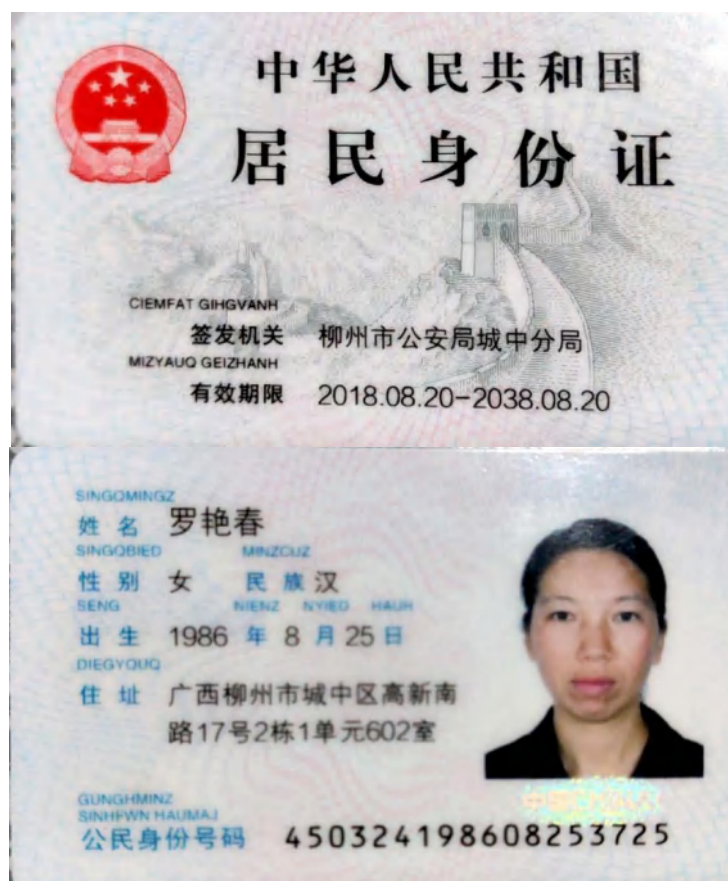 中华人民共和国
居民身份证
CIEMFAT GIHGVANH
签发机关 柳州市公安局城中分局
MIZYAUQ GEIZHANH
有效期限 2018.08.20-2038.08.20
SINGQMINGZ
姓名 罗艳春
SINGQBIED MINZCUZ
性别 女 民族 汉
SENG NIENZ NYIED HAUH
出生 1986 年 8 月 25 日
DIEGYOUQ
住址 广西柳州市城中区高新南
路17号2栋1单元602室
GUNGHMINZ
SINHFWN HAUMAJ
公民身份号码 450324198608253725